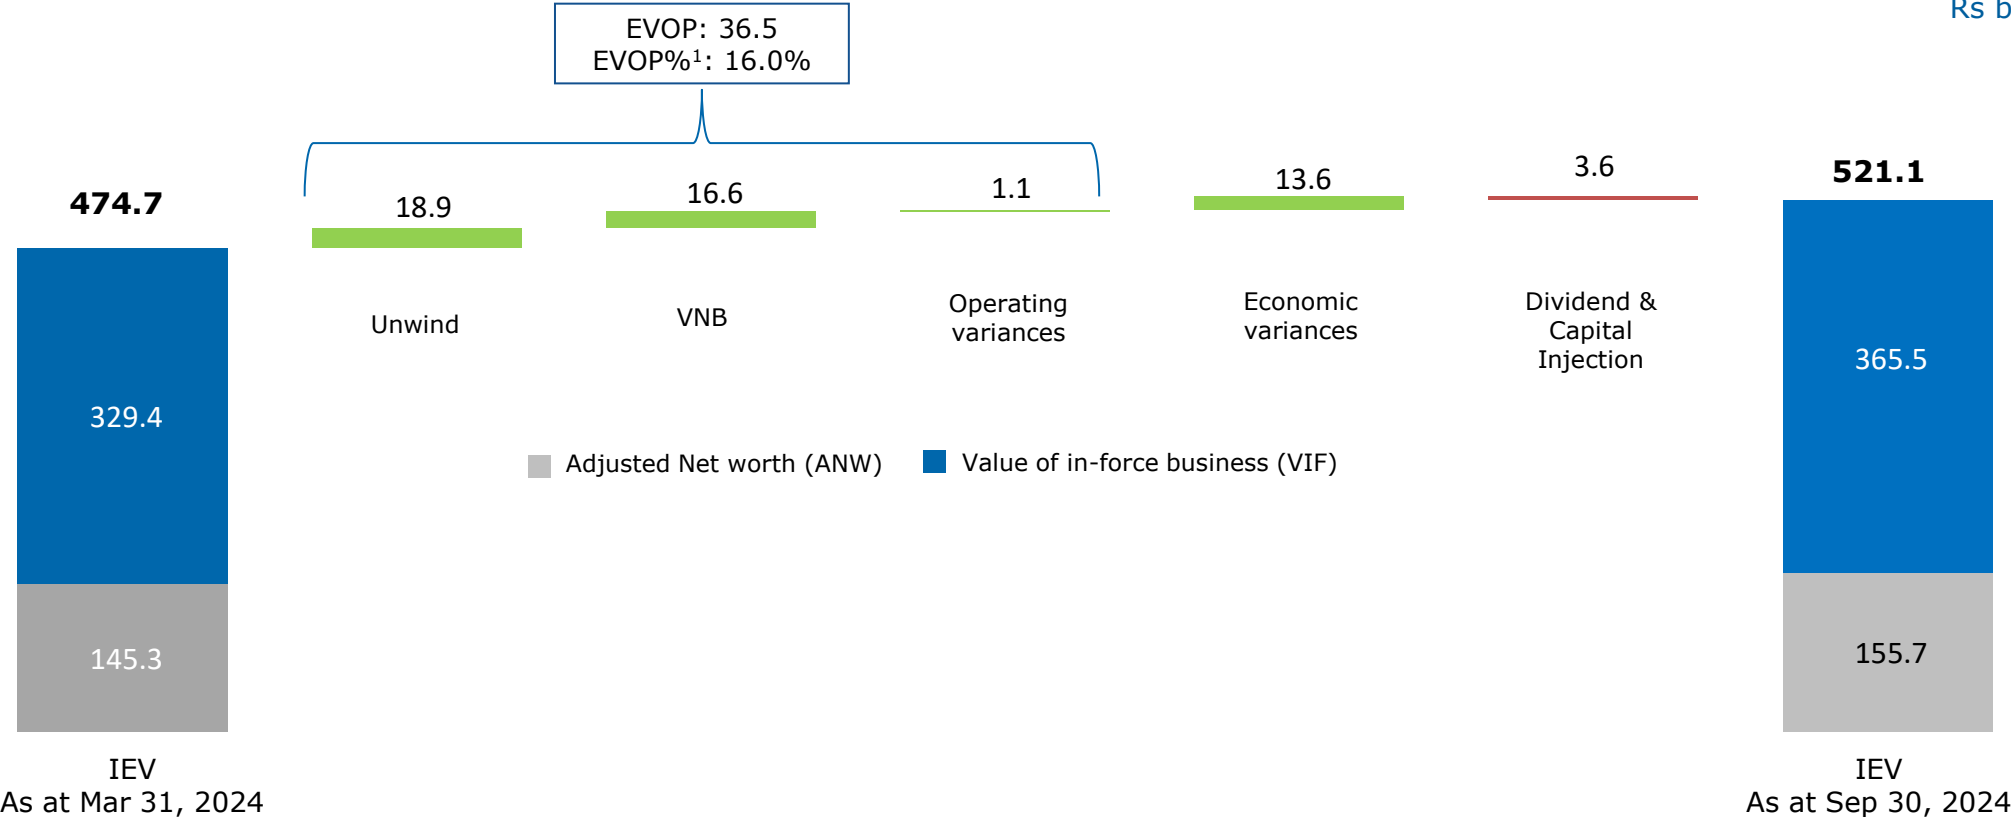 Rs b
EVOP: 36.5
EVOP%¹: 16.0%
474.7
18.9
16.6
1.1
13.6
3.6
521.1
Unwind
VNB
Operating
variances
Economic
variances
Dividend &
Capital
Injection
329.4
365.5
Adjusted Net worth (ANW)
Value of in-force business (VIF)
145.3
155.7
IEV
As at Mar 31, 2024
IEV
As at Sep 30, 2024